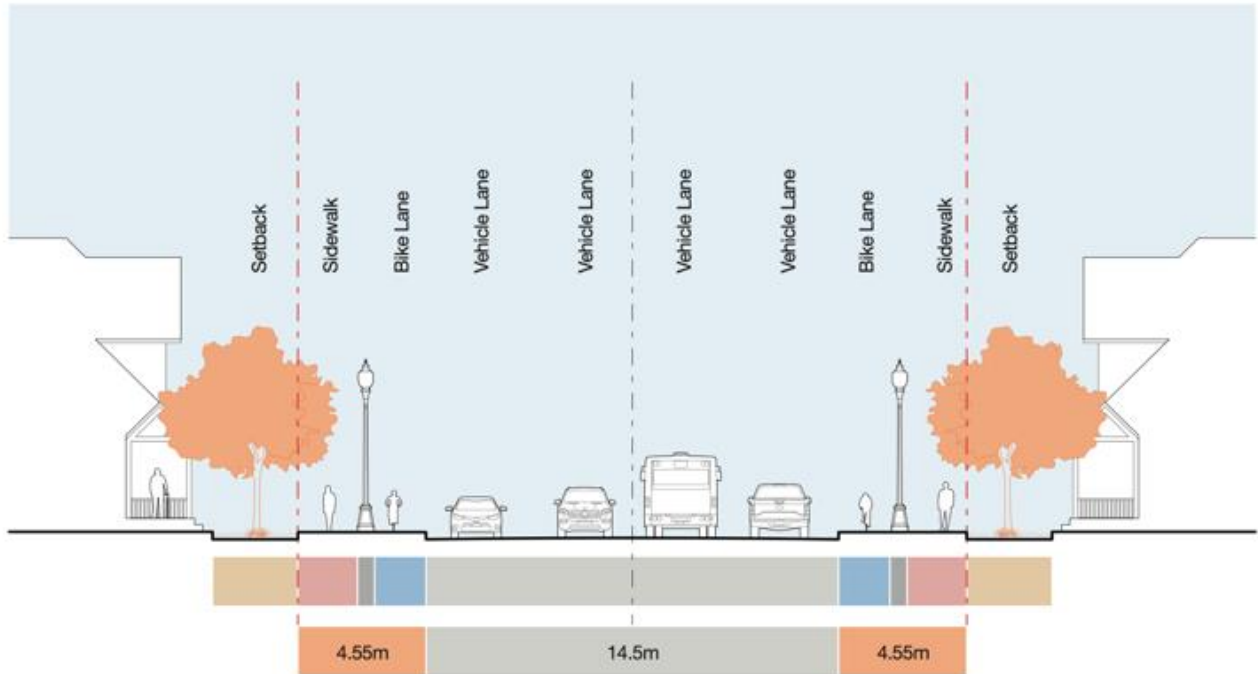 Setback
Sidewalk
Bike Lane
Vehicle Lane
Vehicle Lane
Vehicle Lane
Vehicle Lane
Bike Lane
Sidewalk
Setback
4.55m
14.5m
4.55m